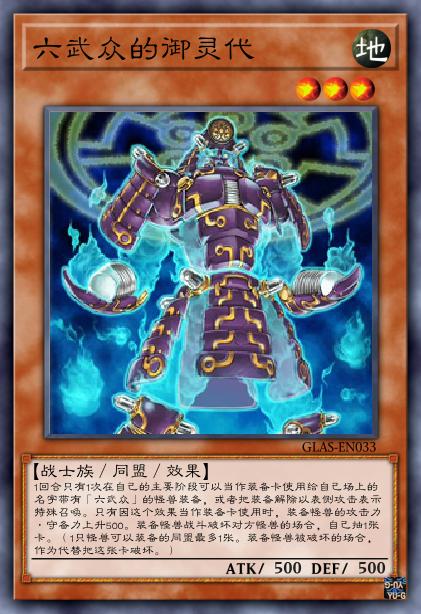 六武众的御灵代
地
GLAS-EN033
【战士族／同盟／效果】
1回合只有1次在自己的主要阶段可以当作装备卡使用给自己场上的
名字带有「六武众」的怪兽装备，或者把装备解除以表侧攻击表示
特殊召唤。只有因这个效果当作装备卡使用时，装备怪兽的攻击力
·守备力上升500。装备怪兽战斗破坏对方怪兽的场合，自己抽1张
卡。（1只怪兽可以装备的同盟最多1张。装备怪兽被破坏的场合，
作为代替把这张卡破坏。）
ATK/ 500 DEF/ 500